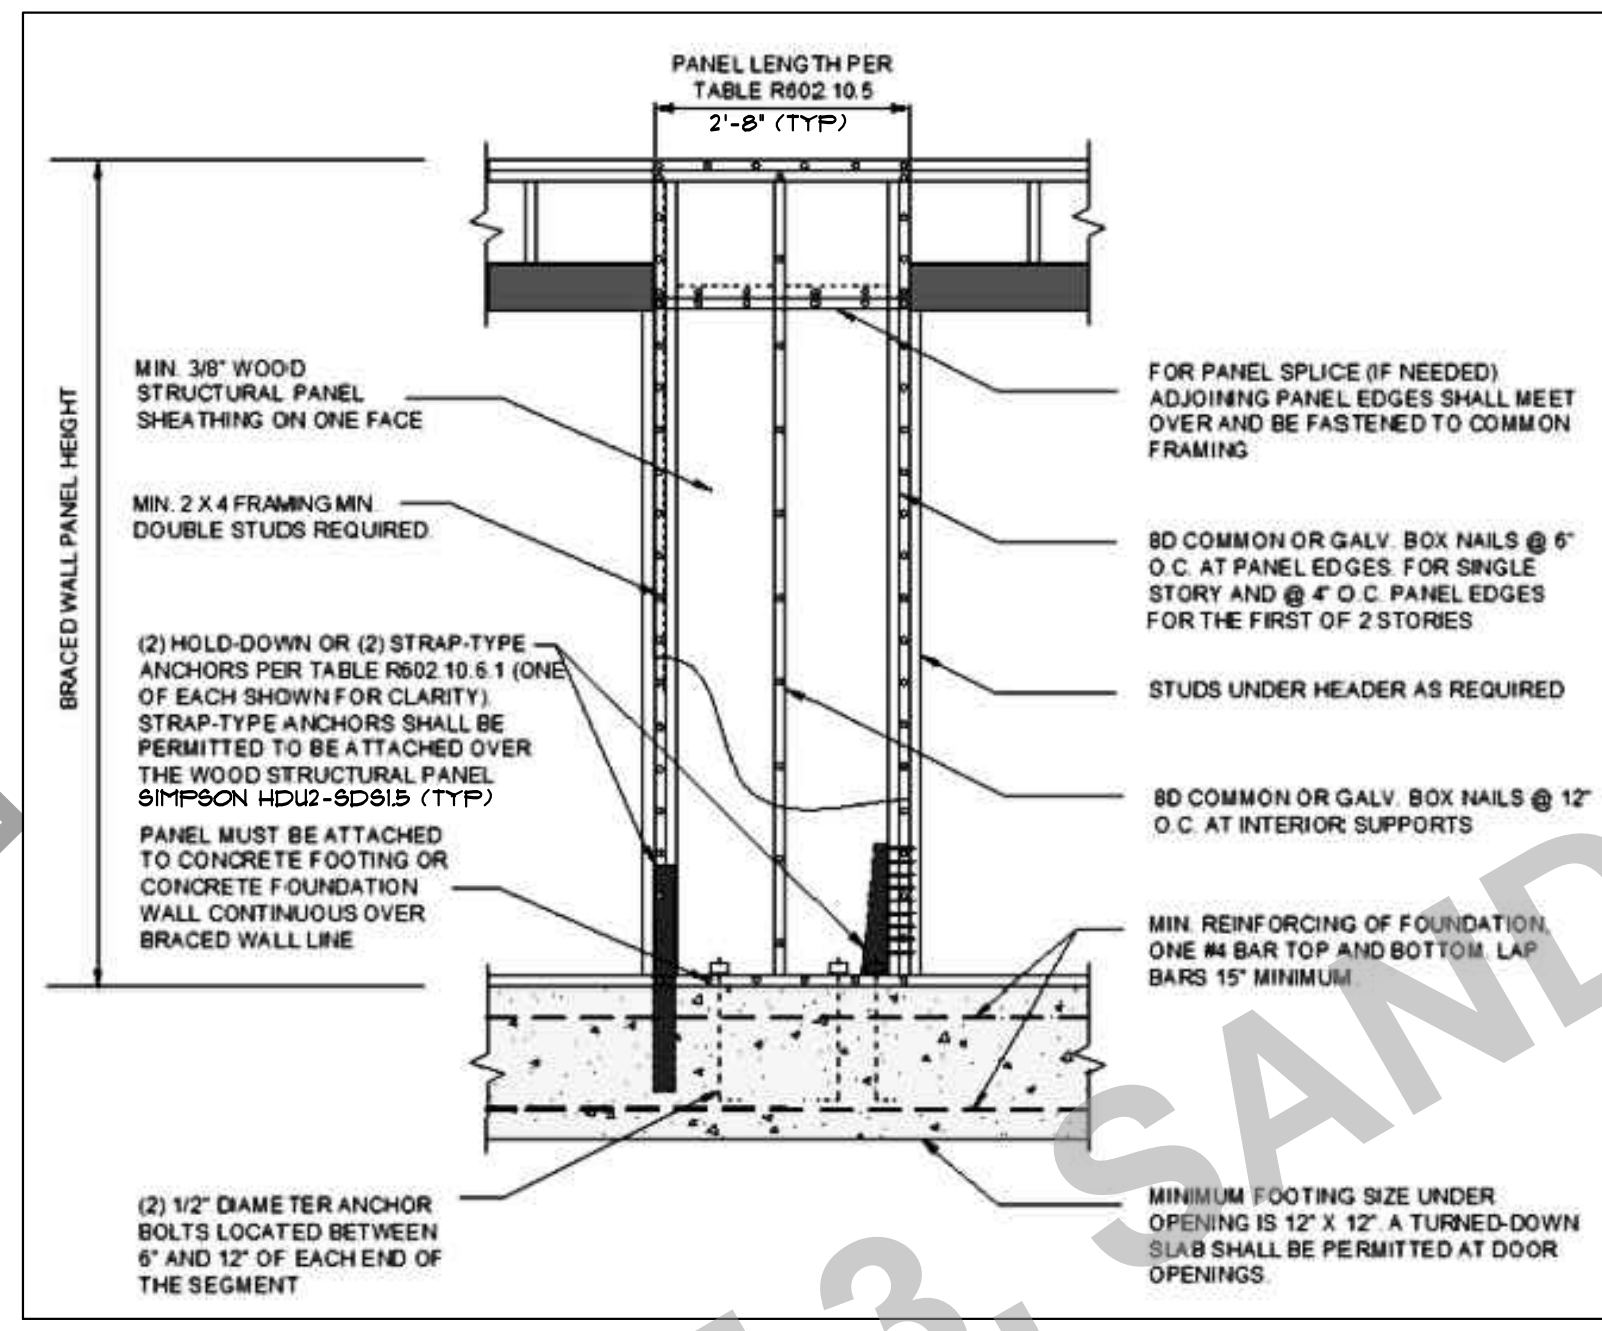 PANEL LENGTH PER
TABLE R602.10.5
2'-8" (TYP)
BRACED WALL PANEL HEIGHT
MIN. 3/8" WOOD
STRUCTURAL PANEL
SHEATHING ON ONE FACE
MIN. 2 X 4 FRAMING MIN.
DOUBLE STUDS REQUIRED.
(2) HOLD-DOWN OR (2) STRAP-TYPE
ANCHORS PER TABLE R602.10.6.1 (ONE
OF EACH SHOWN FOR CLARITY).
STRAP-TYPE ANCHORS SHALL BE
PERMITTED TO BE ATTACHED OVER
THE WOOD STRUCTURAL PANEL
SIMPSON HDU2-SDS1.5 (TYP)
PANEL MUST BE ATTACHED
TO CONCRETE FOOTING OR
CONCRETE FOUNDATION
WALL CONTINUOUS OVER
BRACED WALL LINE
(2) 1/2" DIAMETER ANCHOR
BOLTS LOCATED BETWEEN
6" AND 12" OF EACH END OF
THE SEGMENT
FOR PANEL SPLICE (IF NEEDED)
ADJOINING PANEL EDGES SHALL MEET
OVER AND BE FASTENED TO COMMON
FRAMING
8D COMMON OR GALV. BOX NAILS @ 6"
O.C. AT PANEL EDGES. FOR SINGLE
STORY AND @ 4" O.C. PANEL EDGES
FOR THE FIRST OF 2 STORIES
STUDS UNDER HEADER AS REQUIRED
8D COMMON OR GALV. BOX NAILS @ 12"
O.C. AT INTERIOR SUPPORTS
MIN. REINFORCING OF FOUNDATION,
ONE #4 BAR TOP AND BOTTOM. LAP
BARS 15" MINIMUM.
MINIMUM FOOTING SIZE UNDER
OPENING IS 12" X 12". A TURNED-DOWN
SLAB SHALL BE PERMITTED AT DOOR
OPENINGS.
3, SAND